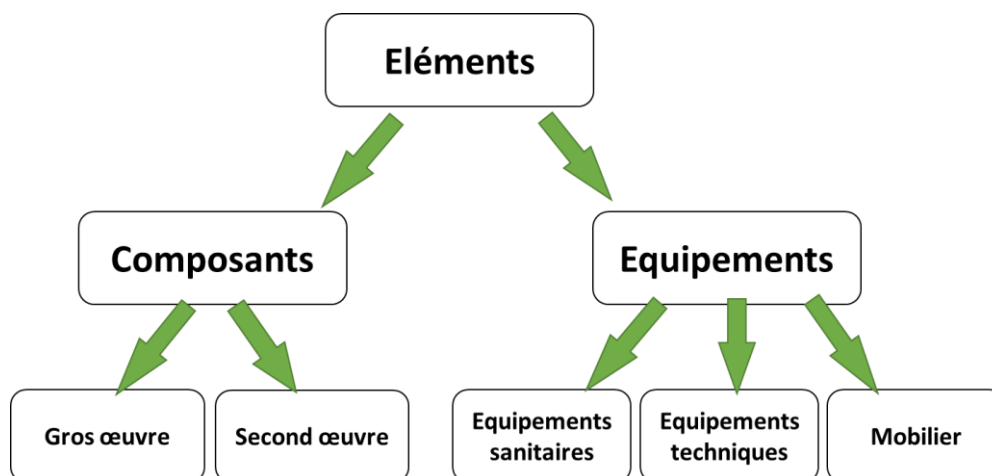 Eléments
Composants
Equipements
Gros œuvre
Second œuvre
Equipements
sanitaires
Equipements
techniques
Mobilier